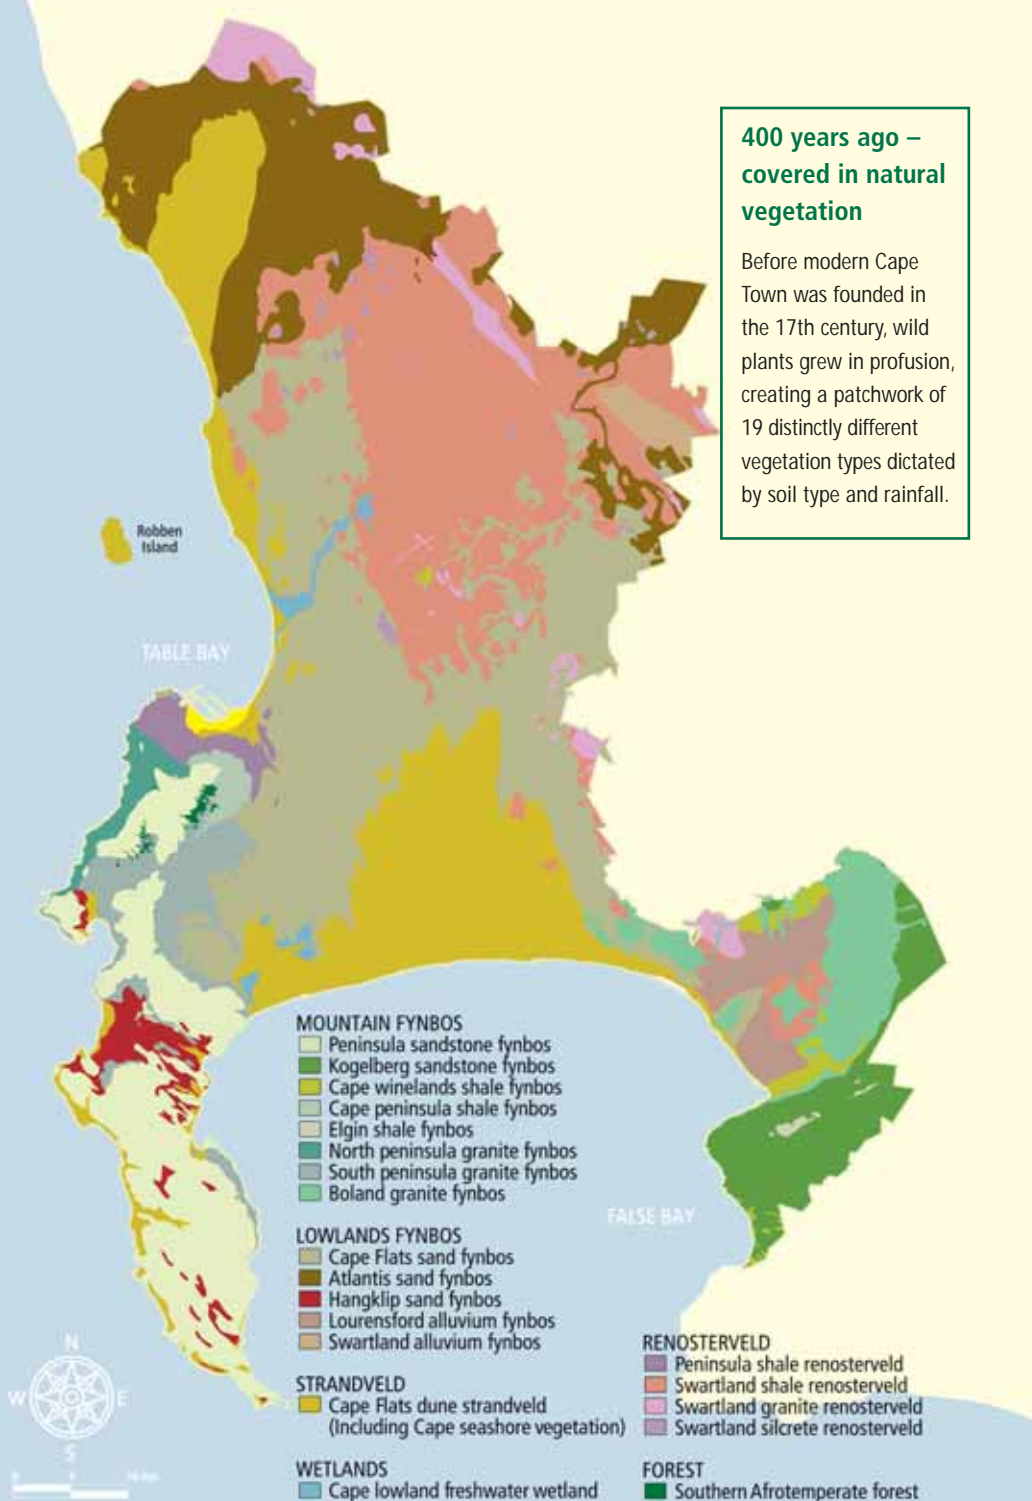 400 years ago –
covered in natural
vegetation
Before modern Cape
Town was founded in
the 17th century, wild
plants grew in profusion,
creating a patchwork of
19 distinctly different
vegetation types dictated
by soil type and rainfall.
Robben
Island
TABLE BAY
FALSE BAY
MOUNTAIN FYNBOS
Peninsula sandstone fynbos
Kogelberg sandstone fynbos
Cape winelands shale fynbos
Cape peninsula shale fynbos
Elgin shale fynbos
North peninsula granite fynbos
South peninsula granite fynbos
Boland granite fynbos
LOWLANDS FYNBOS
Cape Flats sand fynbos
Atlantis sand fynbos
Hangklip sand fynbos
Lourensford alluvium fynbos
Swartland alluvium fynbos
STRANDVELD
Cape Flats dune strandveld
(Including Cape seashore vegetation)
WETLANDS
Cape lowland freshwater wetland
RENOSTERVELD
Peninsula shale renosterveld
Swartland shale renosterveld
Swartland granite renosterveld
Swartland silcrete renosterveld
FOREST
Southern Afrotemperate forest
N
W E
S